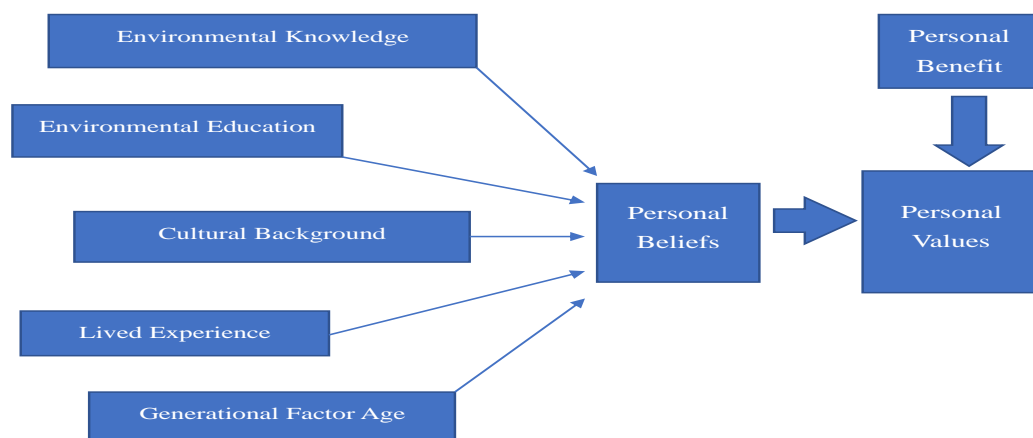 Environmental Knowledge
Personal
Benefit
Environmental Education
Personal
Beliefs
Personal
Values
Cultural Background
Lived Experience
Generational Factor Age